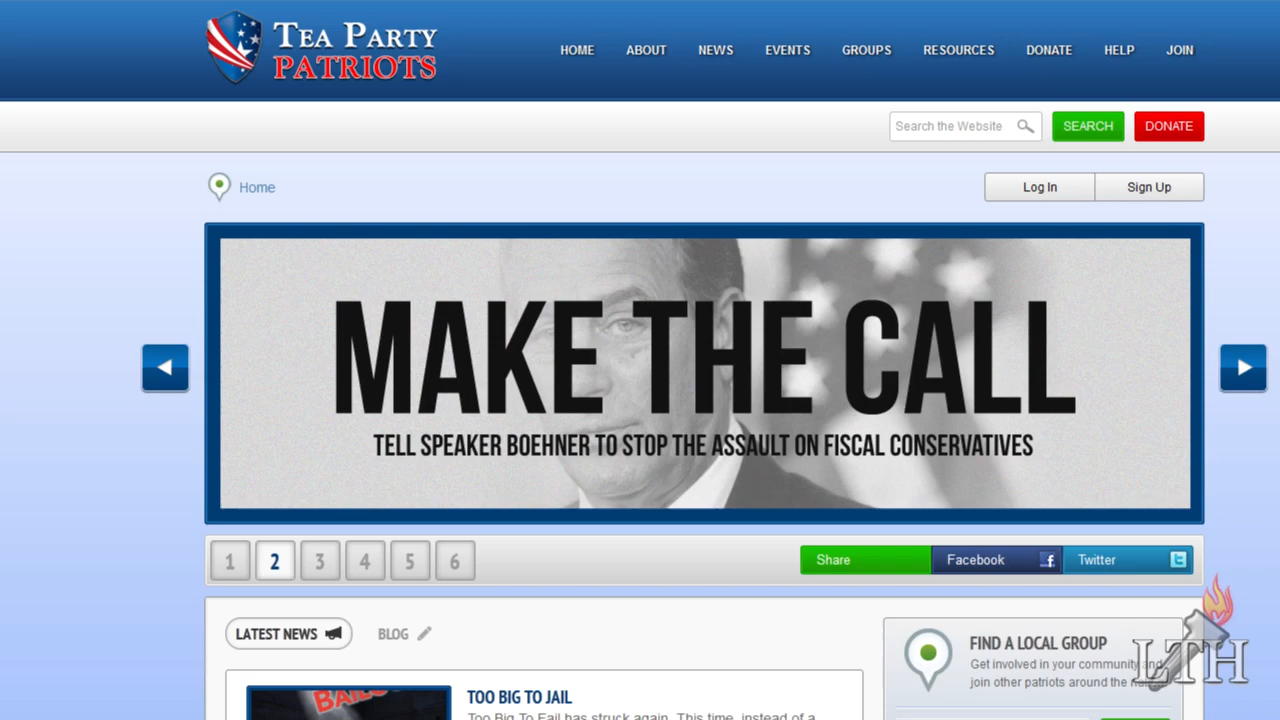 TEA PARTY
PATRIOTS
HOME ABOUT NEWS EVENTS GROUPS RESOURCES DONATE HELP JOIN
Search the Website SEARCH DONATE
Home Log In Sign Up
MAKE THE CALL
TELL SPEAKER BOEHNER TO STOP THE ASSAULT ON FISCAL CONSERVATIVES
1 2 3 4 5 6 Share Facebook Twitter
LATEST NEWS BLOG
FIND A LOCAL GROUP
Get involved in your community and
join other patriots around the
LTH
TOO BIG TO JAIL
Too Big To Fail has struck again. This time, instead of a